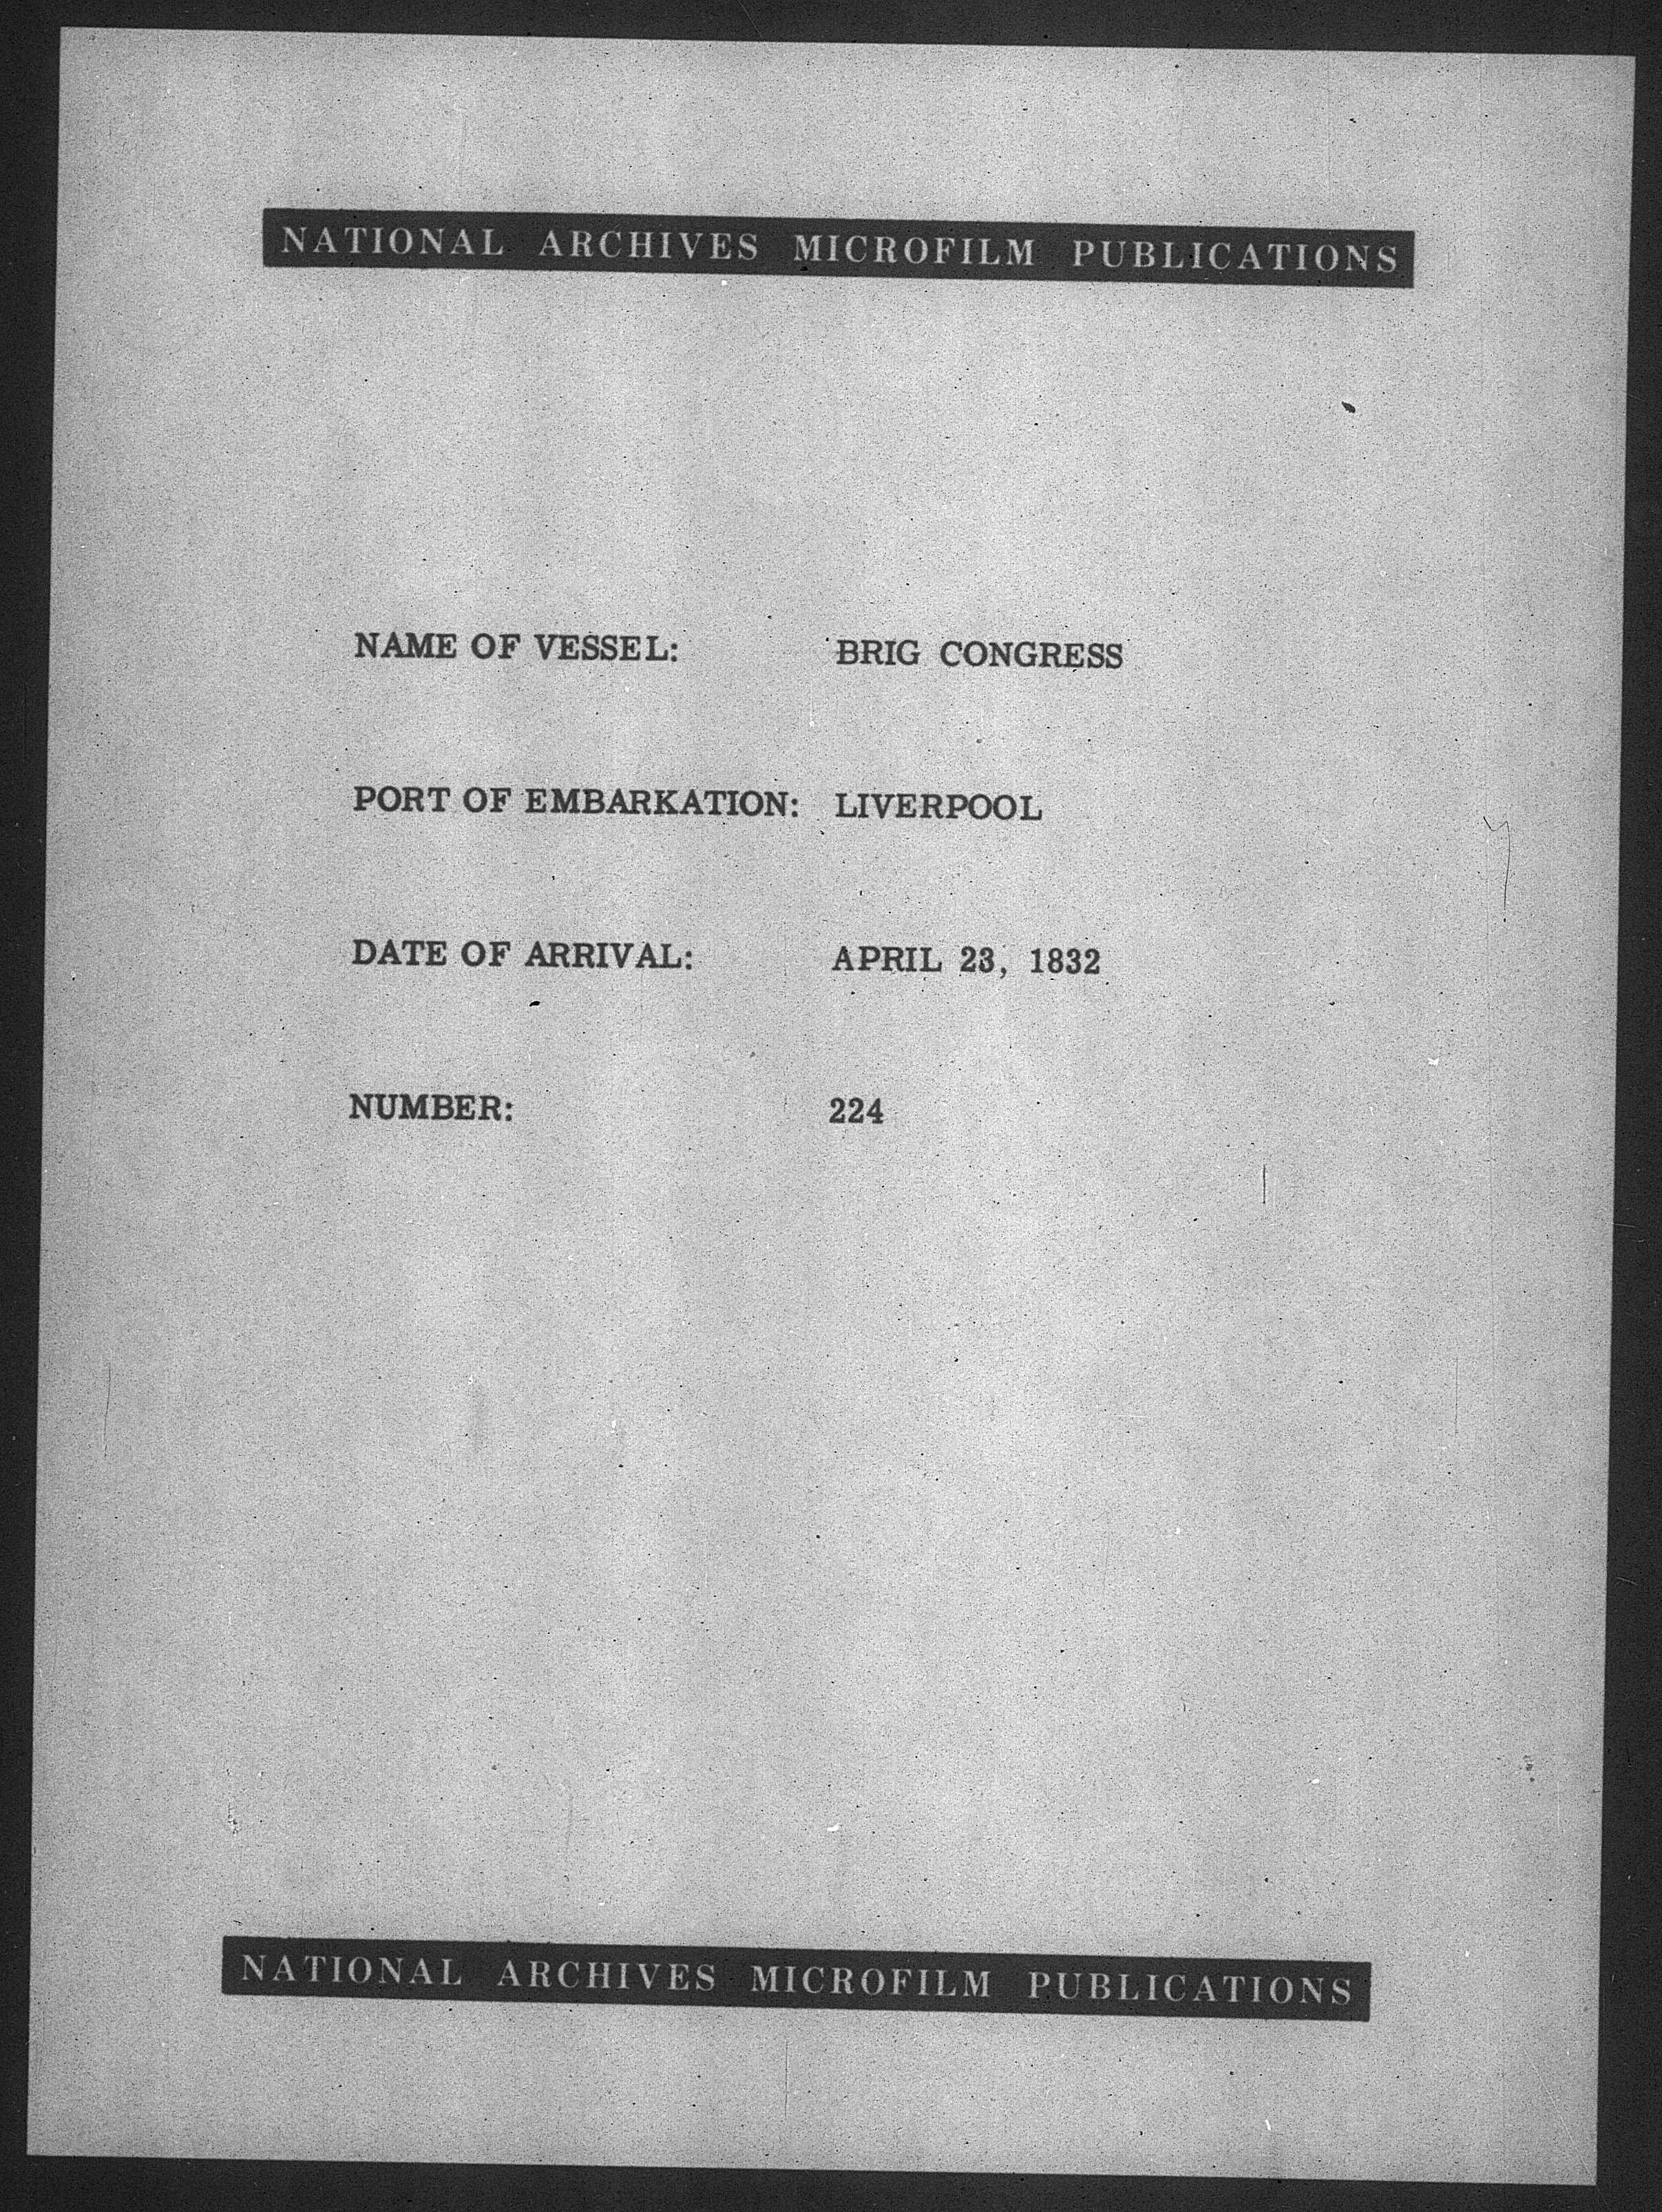 NATIONAL ARCHIVES MICROFILM PUBLICATIONS
NAME OF VESSEL: BRIG CONGRESS
PORT OF EMBARKATION: LIVERPOOL
DATE OF ARRIVAL: APRIL 23, 1832
NUMBER: 224
NATIONAL ARCHIVES MICROFILM PUBLICATIONS